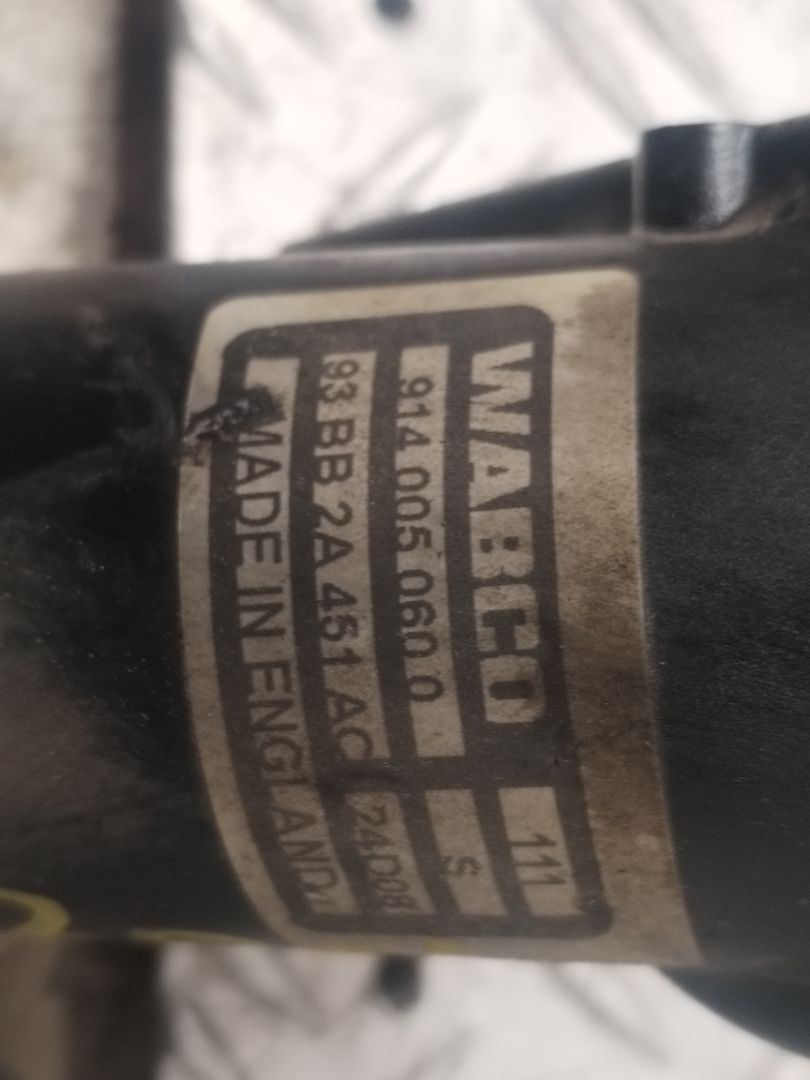 WABCO 111
914 005 060 0 S
93 BB 2A 451 AC 24D08
MADE IN ENGLAND